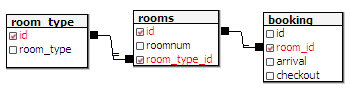 room_type
id
room_type
rooms
id
roomnum
room_type_id
booking
id
room_id
arrival
checkout